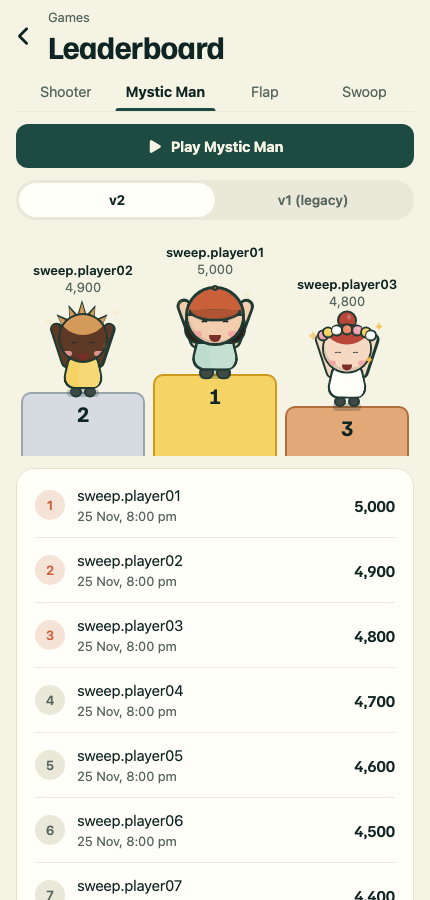 Games
Leaderboard
Shooter
Mystic Man
Flap
Swoop
Play Mystic Man
v2
v1 (legacy)
sweep.player01
5,000
sweep.player02
4,900
sweep.player03
4,800
2
1
3
1
sweep.player01
25 Nov, 8:00 pm
5,000
2
sweep.player02
25 Nov, 8:00 pm
4,900
3
sweep.player03
25 Nov, 8:00 pm
4,800
4
sweep.player04
25 Nov, 8:00 pm
4,700
5
sweep.player05
25 Nov, 8:00 pm
4,600
6
sweep.player06
25 Nov, 8:00 pm
4,500
7
sweep.player07
4,400